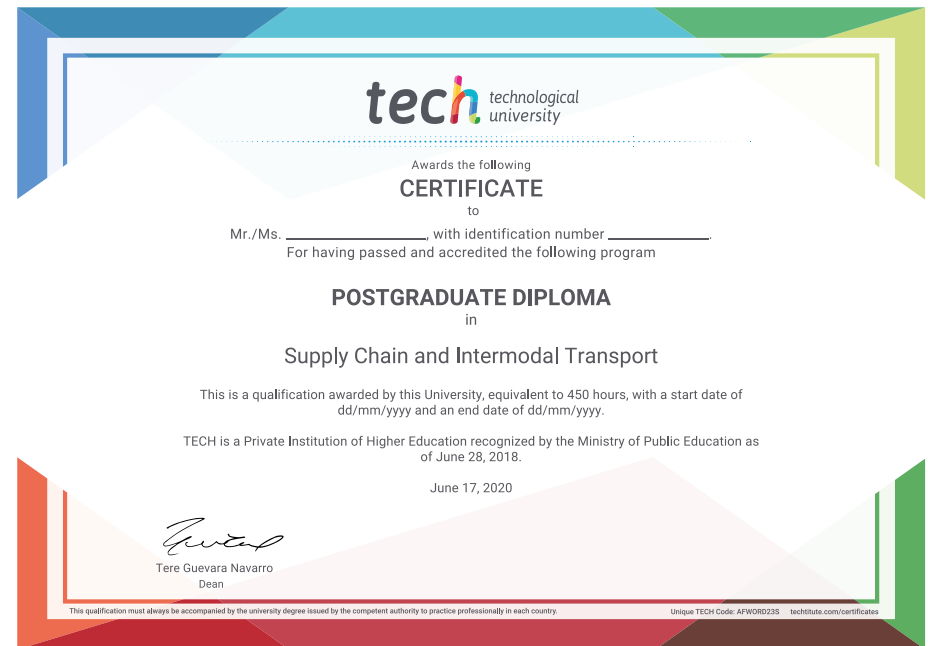 tech technological
university
Awards the following
CERTIFICATE
to
Mr./Ms. ____________________, with identification number ______________.
For having passed and accredited the following program
POSTGRADUATE DIPLOMA
in
Supply Chain and Intermodal Transport
This is a qualification awarded by this University, equivalent to 450 hours, with a start date of
dd/mm/yyyy and an end date of dd/mm/yyyy.
TECH is a Private Institution of Higher Education recognized by the Ministry of Public Education as
of June 28, 2018.
June 17, 2020
Tere Guevara Navarro
Dean
This qualification must always be accompanied by the university degree issued by the competent authority to practice professionally in each country.
Unique TECH Code: AFWORD23S techtitute.com/certificates